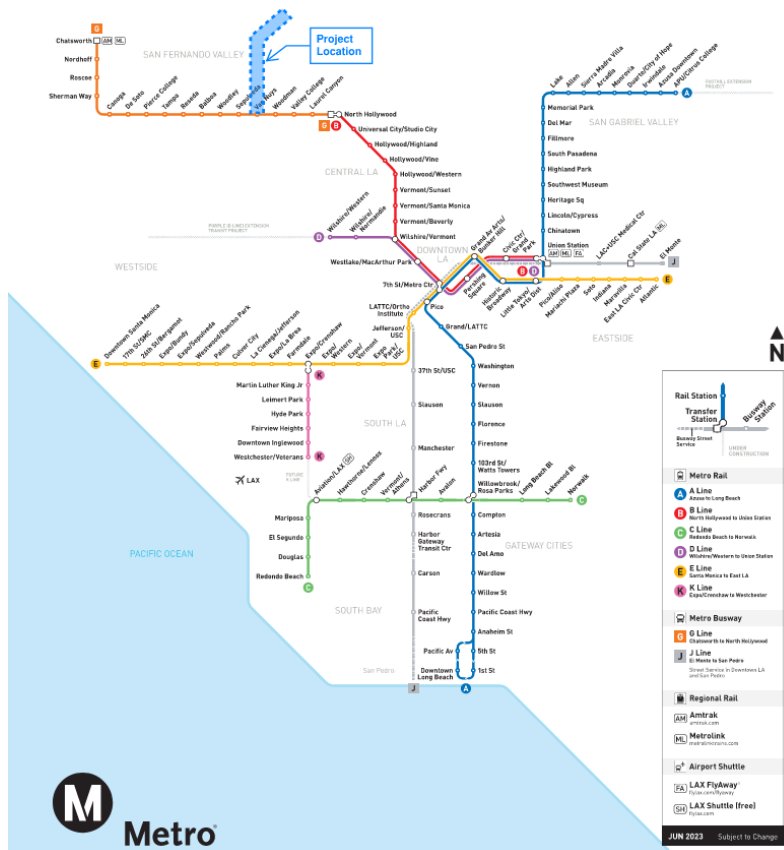 G
Chatsworth
AM
ML
Nordhoff
Roscoe
Sherman Way
SAN FERNANDO VALLEY
Project
Location
Canoga
De Soto
Pierce College
Tampa
Reseda
Balboa
Woodley
Sepulveda
Van Nuys
Woodman
Valley College
Laurel Canyon
G
B
North Hollywood
Universal City/Studio City
Hollywood/Highland
Hollywood/Vine
CENTRAL LA
Hollywood/Western
Vermont/Sunset
Vermont/Santa Monica
Vermont/Beverly
Wilshire/Vermont
Wilshire/Western
Wilshire/
Normandie
PURPLE (D LINE) EXTENSION
TRANSIT PROJECT
D
WESTSIDE
Westlake/MacArthur Park
7th St/Metro Ctr
DOWNTOWN
LA
Grand Av Arts/
Bunker Hill
Civic Ctr/
Grand
Park
Pershing
Square
Historic
Broadway
Little Tokyo/
Arts Dist
B
D
Lake
Allen
Sierra Madre Villa
Arcadia
Monrovia
Duarte/City of Hope
Irwindale
Azusa Downtown
APU/Citrus College
A
FOOTHILL EXTENSION
PROJECT
Memorial Park
Del Mar
SAN GABRIEL VALLEY
Fillmore
South Pasadena
Highland Park
Southwest Museum
Heritage Sq
Lincoln/Cypress
Chinatown
Union Station
AM
ML
FA
LAC+USC Medical Ctr
Cal State LA
ML
El Monte
J
Pico/Aliso
Mariachi Plaza
Soto
Indiana
Maravilla
East LA Civic Ctr
Atlantic
E
EASTSIDE
LATTC/Ortho
Institute
Pico
Jefferson/
USC
Grand/LATTC
San Pedro St
Washington
Vernon
Slauson
Florence
Firestone
103rd St/
Watts Towers
Willowbrook/
Rosa Parks
E
Downtown Santa Monica
17th St/SMC
26th St/Bergamot
Expo/Bundy
Expo/Sepulveda
Westwood/Rancho Park
Palms
Culver City
La Cienega/Jefferson
Expo/La Brea
Farmdale
Expo/Crenshaw
Expo/
Western
Expo/
Vermont
Expo
Park/
USC
K
Martin Luther King Jr
Leimert Park
Hyde Park
Fairview Heights
Downtown Inglewood
Westchester/Veterans
K
FUTURE
K LINE
LAX
SOUTH LA
37th St/USC
Slauson
Manchester
Aviation/LAX
SH
Hawthorne/Lennox
Crenshaw
Vermont/
Athens
Harbor Fwy
Avalon
Long Beach Bl
Lakewood Bl
Norwalk
C
Mariposa
El Segundo
Douglas
Redondo Beach
C
Rosecrans
Harbor
Gateway
Transit Ctr
Carson
Pacific
Coast Hwy
SOUTH BAY
San Pedro
J
Compton
Artesia
Del Amo
Wardlow
Willow St
Pacific Coast Hwy
Anaheim St
GATEWAY CITIES
Pacific Av
5th St
Downtown
Long Beach
1st St
A
PACIFIC OCEAN
N
Rail Station
Transfer
Station
Busway
Station
Busway Street
Service
UNDER
CONSTRUCTION
Metro Rail
A
A Line
Azusa to Long Beach
B
B Line
North Hollywood to Union Station
C
C Line
Redondo Beach to Norwalk
D
D Line
Wilshire/Western to Union Station
E
E Line
Santa Monica to East LA
K
K Line
Expo/Crenshaw to Westchester
Metro Busway
G
G Line
Chatsworth to North Hollywood
J
J Line
El Monte to San Pedro
Street Service in Downtown LA
and San Pedro
Regional Rail
AM
Amtrak
amtrak.com
ML
Metrolink
metrolinktrains.com
Airport Shuttle
FA
LAX FlyAway
flylax.com/flyaway
SH
LAX Shuttle (free)
flylax.com
JUN 2023 Subject to Change
M
Metro